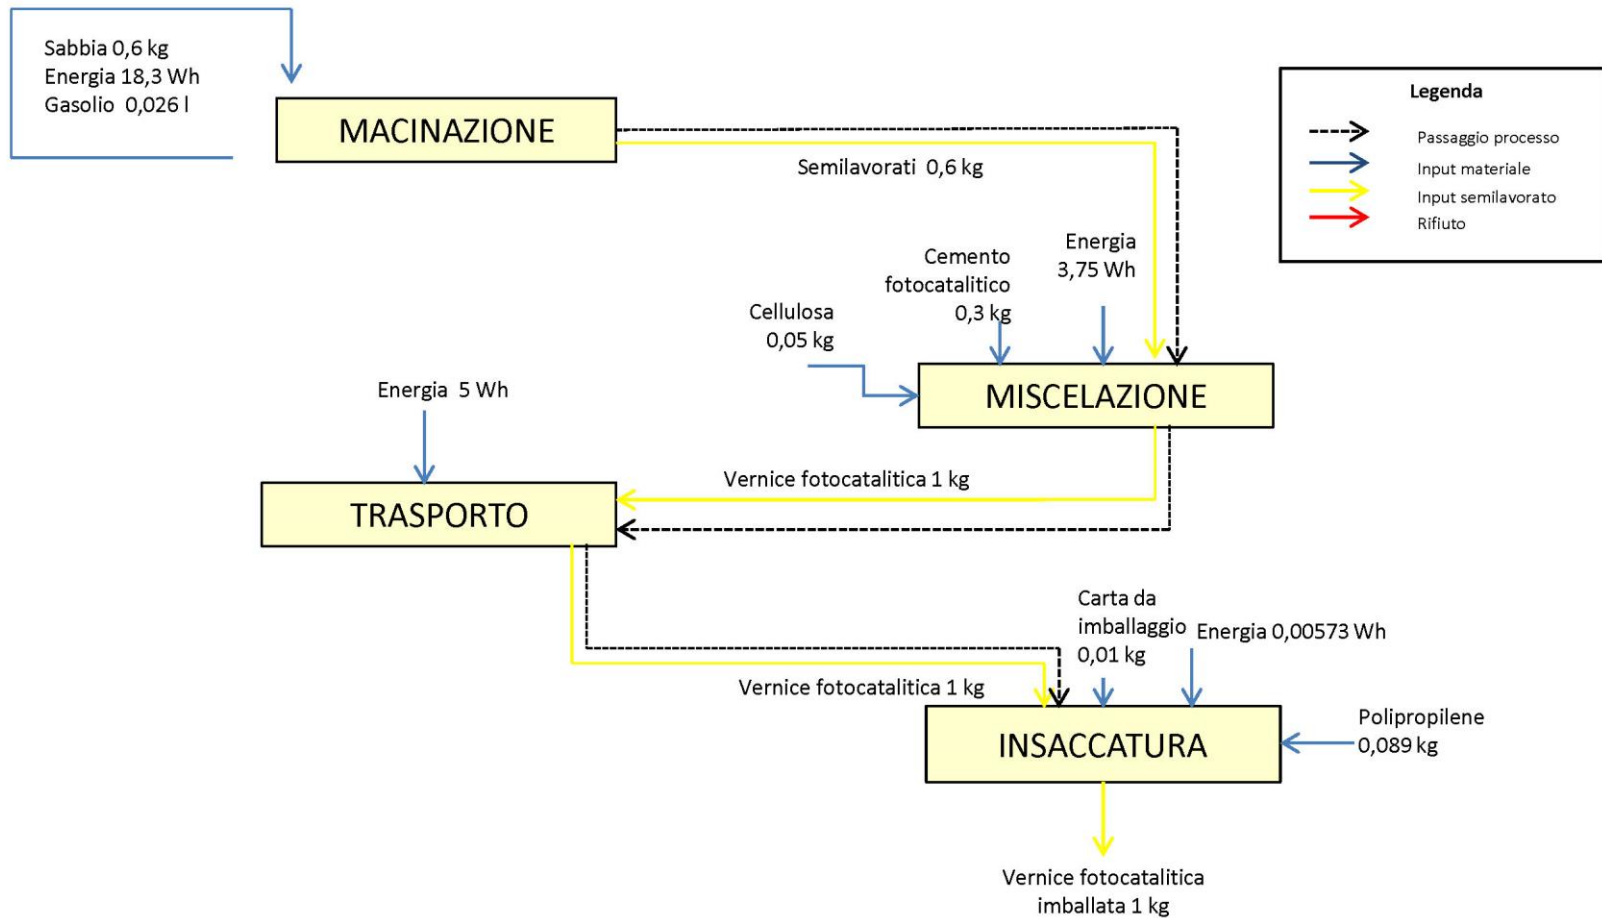 Sabbia 0,6 kg
Energia 18,3 Wh
Gasolio 0,026 l
MACINAZIONE
Semilavorati 0,6 kg
Legenda
Passaggio processo
Input materiale
Input semilavorato
Rifiuto
Energia
3,75 Wh
Cemento
fotocatalitico
0,3 kg
Cellulosa
0,05 kg
MISCELAZIONE
Energia 5 Wh
Vernice fotocatalitica 1 kg
TRASPORTO
Carta da
imballaggio
0,01 kg
Energia 0,00573 Wh
Vernice fotocatalitica 1 kg
INSACCATURA
Polipropilene
0,089 kg
Vernice fotocatalitica
imballata 1 kg